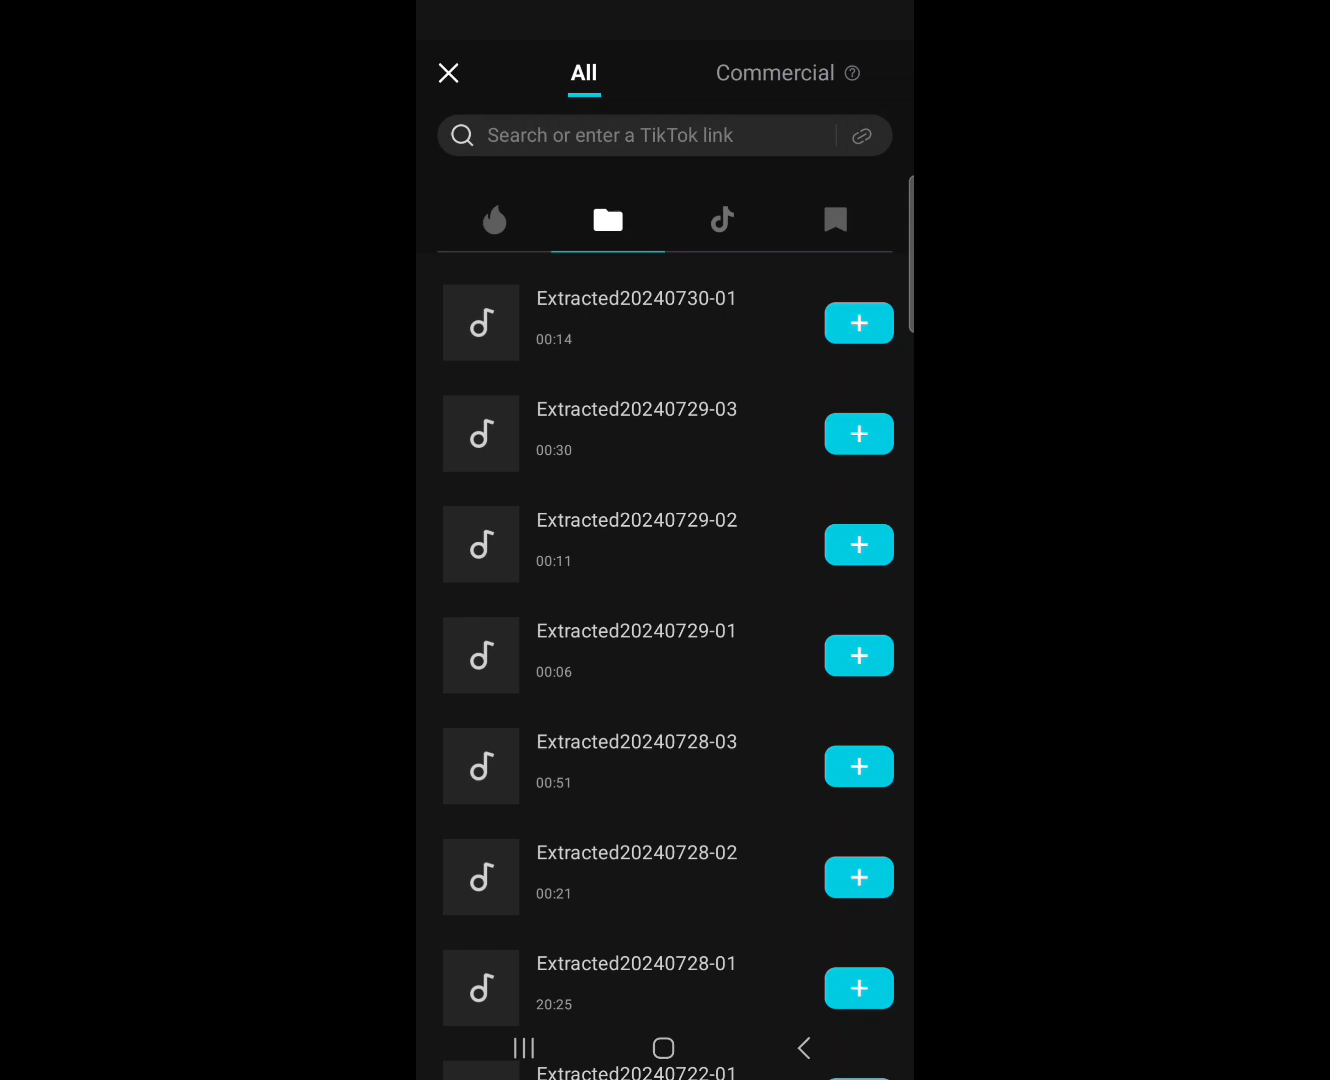 All
Commercial
Search or enter a TikTok link
Extracted20240730-01
00:14
Extracted20240729-03
00:30
Extracted20240729-02
00:11
Extracted20240729-01
00:06
Extracted20240728-03
00:51
Extracted20240728-02
00:21
Extracted20240728-01
20:25
Extracted20240722-01